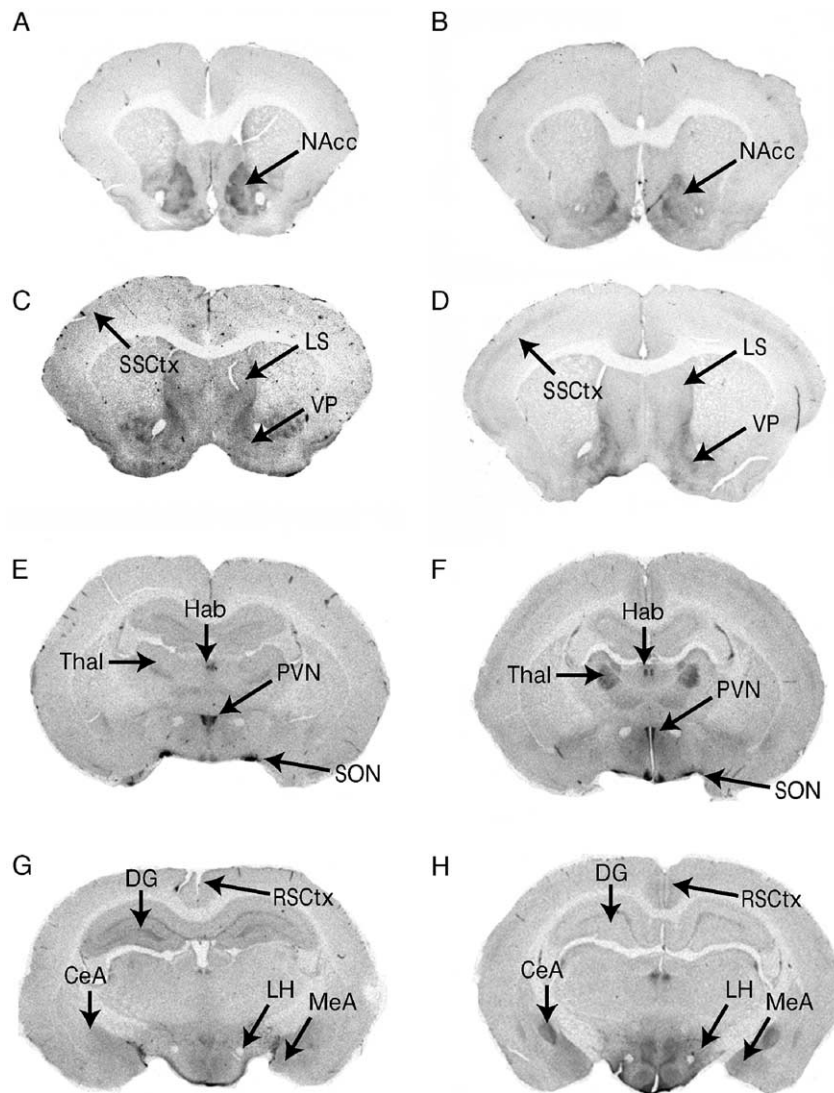 A
NAcc
B
NAcc
C
SSCtx
LS
VP
D
SSCtx
LS
VP
E
Hab
Thal
PVN
SON
F
Hab
Thal
PVN
SON
G
DG
RSCtx
CeA
LH
MeA
H
DG
RSCtx
CeA
LH
MeA